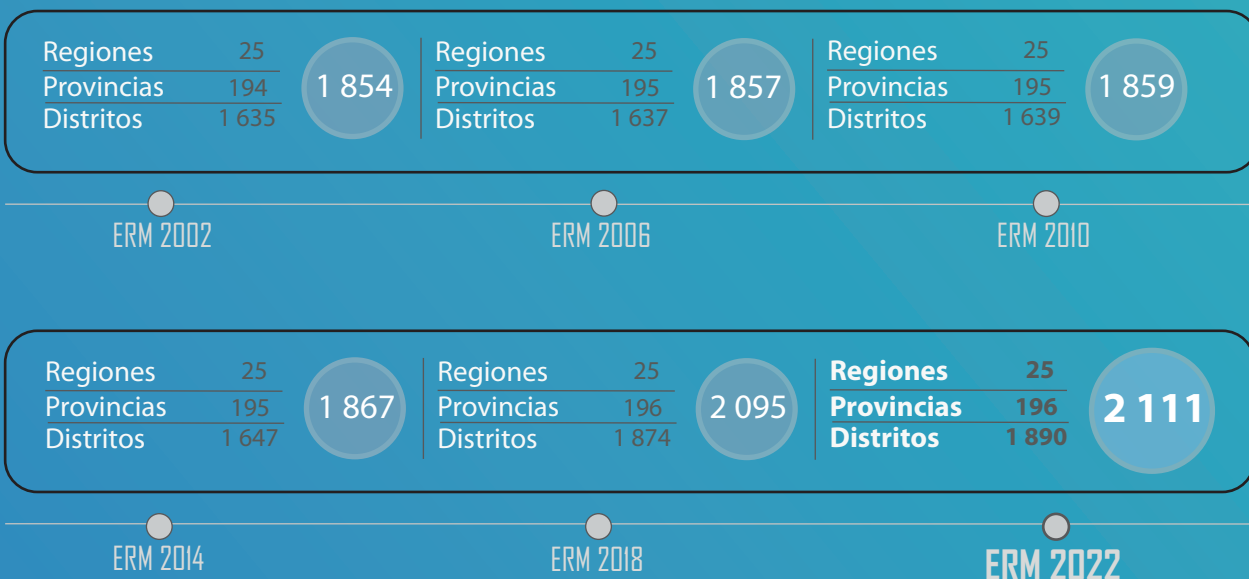 Regiones 25
Provincias 194
Distritos 1 635
1 854
Regiones 25
Provincias 195
Distritos 1 637
1 857
Regiones 25
Provincias 195
Distritos 1 639
1 859
ERM 2002
ERM 2006
ERM 2010
Regiones 25
Provincias 195
Distritos 1 647
1 867
Regiones 25
Provincias 196
Distritos 1 874
2 095
Regiones 25
Provincias 196
Distritos 1 890
2 111
ERM 2014
ERM 2018
ERM 2022